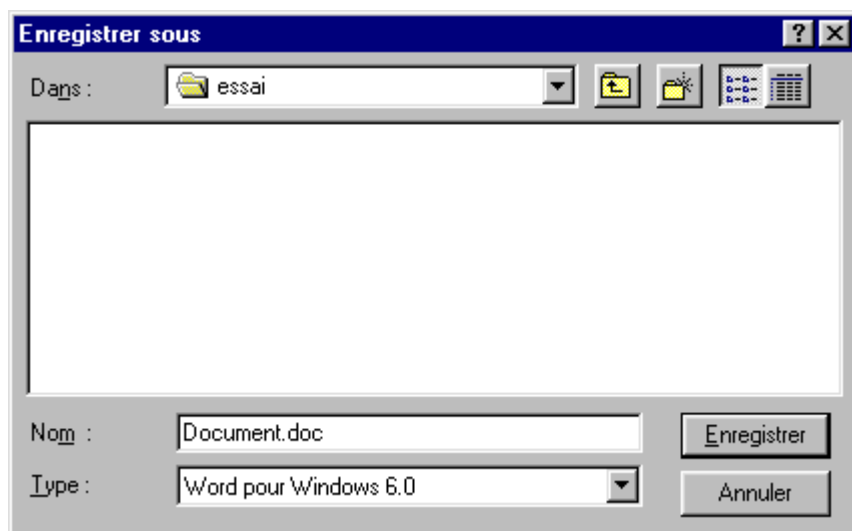 Enregistrer sous
Dans : essai
Nom : Document.doc Enregistrer
Type : Word pour Windows 6.0 Annuler